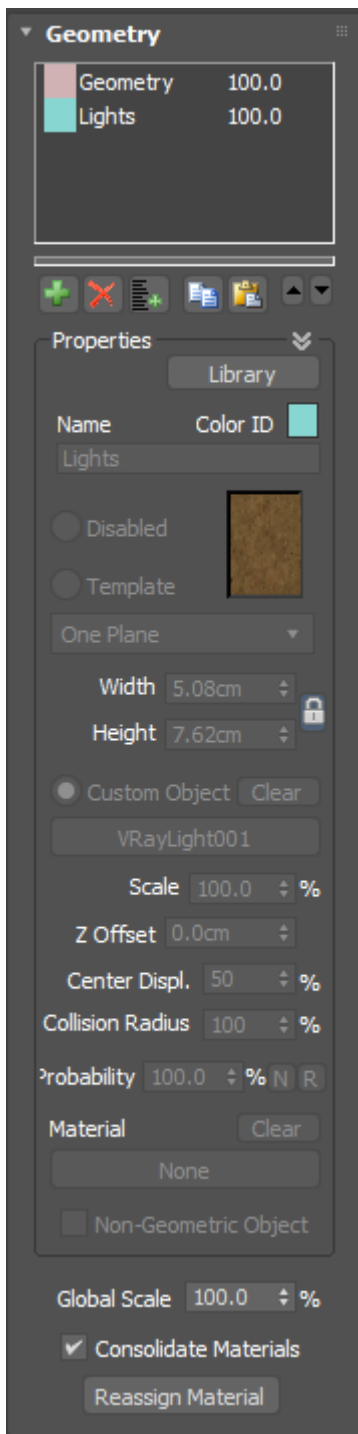 Geometry
Geometry 100.0
Lights 100.0
Properties
Library
Name Color ID
Lights
Disabled
Template
One Plane
Width 5.08cm
Height 7.62cm
Custom Object Clear
VRayLight001
Scale 100.0 %
Z Offset 0.0cm
Center Displ. 50 %
Collision Radius 100 %
Probability 100.0 % N R
Material Clear
None
Non-Geometric Object
Global Scale 100.0 %
Consolidate Materials
Reassign Material